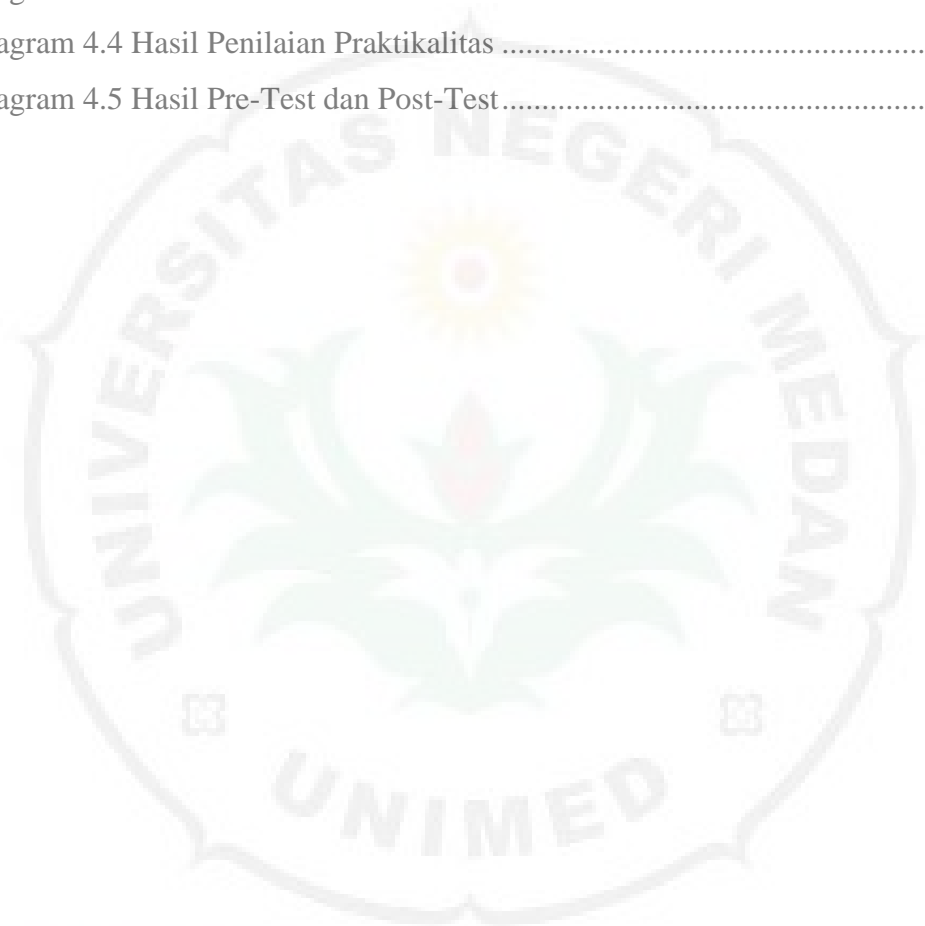 agram 4.4 Hasil Penilaian Praktikalitas ................................................
agram 4.5 Hasil Pre-Test dan Post-Test................................................
UNIVERSITAS NEGERI MEDAN
UNIMED